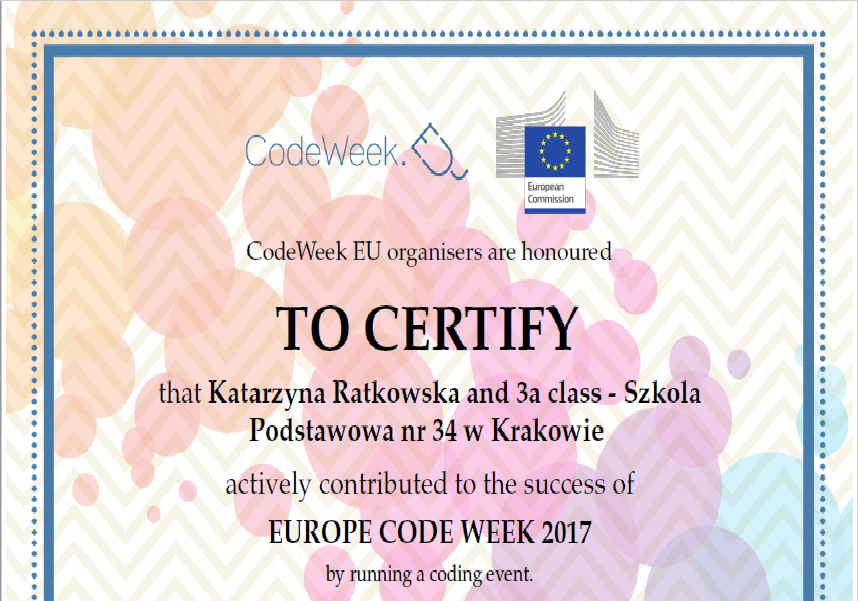 CodeWeek.EU
European
Commission
CodeWeek EU organisers are honoured
TO CERTIFY
that Katarzyna Ratkowska and 3a class - Szkola
Podstawowa nr 34 w Krakowie
actively contributed to the success of
EUROPE CODE WEEK 2017
by running a coding event.